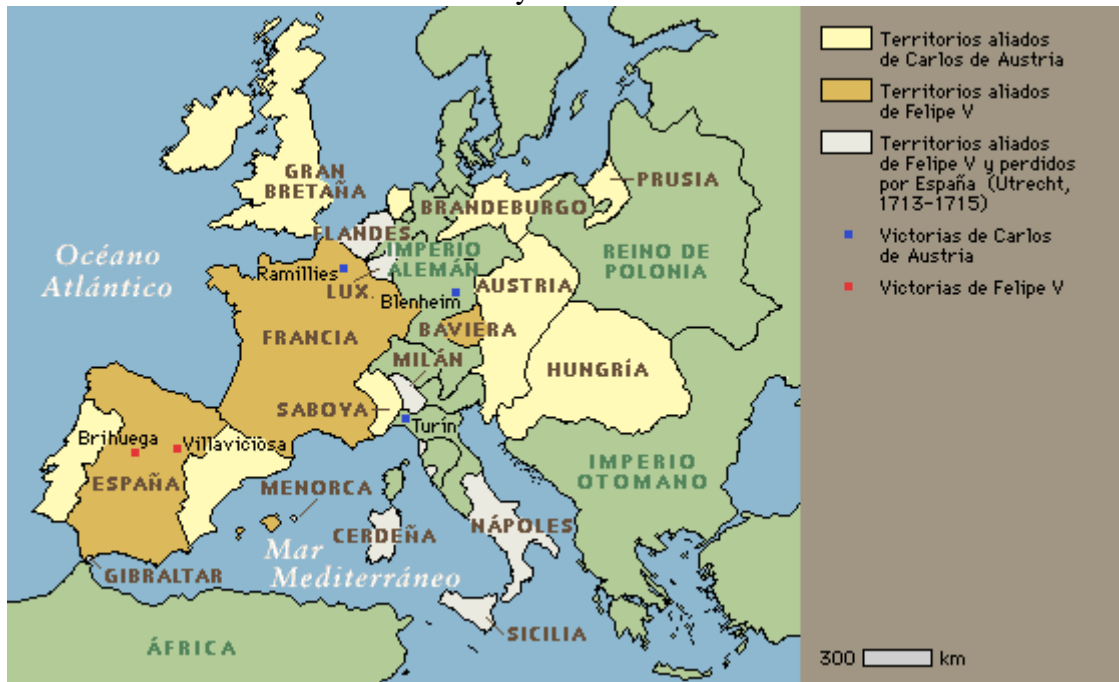 y
GRAN
BRETAÑA
PRUSIA
BRANDEBURGO
FLANDES
IMPERIO
ALEMÁN
REINO DE
POLONIA
Océano
Atlántico
Ramillies
LUX.
Blenheim
AUSTRIA
FRANCIA
BAVIERA
MILÁN
HUNGRÍA
SABOYA
Turín
Brihuega
Villaviciosa
ESPAÑA
MENORCA
IMPERIO
OTOMANO
CERDEÑA
NÁPOLES
Mar
Mediterráneo
GIBRALTAR
SICILIA
ÁFRICA
Territorios aliados
de Carlos de Austria
Territorios aliados
de Felipe V
Territorios aliados
de Felipe V y perdidos
por España (Utrecht,
1713-1715)
Victorias de Carlos
de Austria
Victorias de Felipe V
300 km